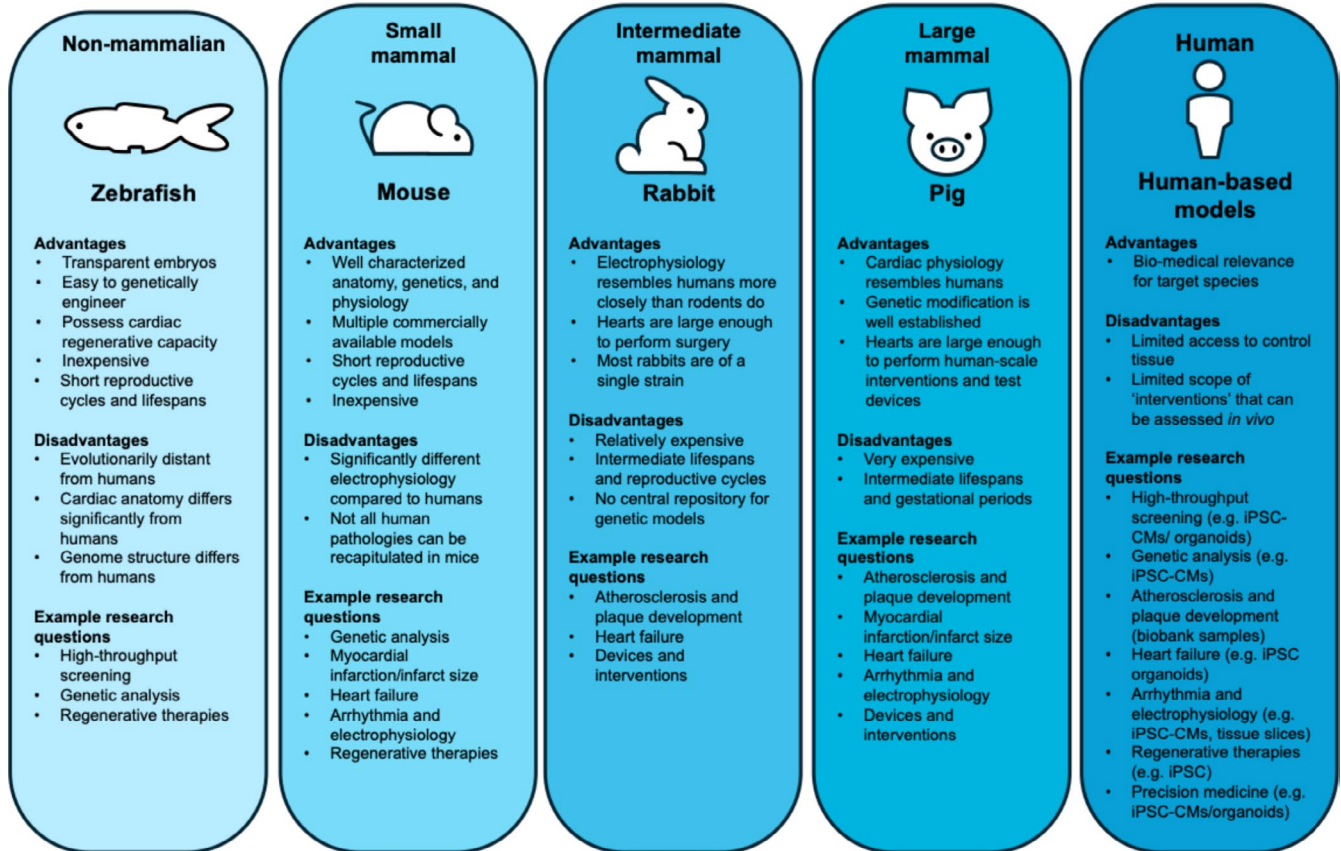 Non-mammalian
Zebrafish
Advantages
• Transparent embryos
• Easy to genetically
engineer
• Possess cardiac
regenerative capacity
• Inexpensive
• Short reproductive
cycles and lifespans
Disadvantages
• Evolutionarily distant
from humans
• Cardiac anatomy differs
significantly from
humans
• Genome structure differs
from humans
Example research
questions
• High-throughput
screening
• Genetic analysis
• Regenerative therapies
Small
mammal
Mouse
Advantages
• Well characterized
anatomy, genetics, and
physiology
• Multiple commercially
available models
• Short reproductive
cycles and lifespans
• Inexpensive
Disadvantages
• Significantly different
electrophysiology
compared to humans
• Not all human
pathologies can be
recapitulated in mice
Example research
questions
• Genetic analysis
• Myocardial
infarction/infarct size
• Heart failure
• Arrhythmia and
electrophysiology
• Regenerative therapies
Intermediate
mammal
Rabbit
Advantages
• Electrophysiology
resembles humans more
closely than rodents do
• Hearts are large enough
to perform surgery
• Most rabbits are of a
single strain
Disadvantages
• Relatively expensive
• Intermediate lifespans
and reproductive cycles
• No central repository for
genetic models
Example research
questions
• Atherosclerosis and
plaque development
• Heart failure
• Devices and
interventions
Large
mammal
Pig
Advantages
• Cardiac physiology
resembles humans
• Genetic modification is
well established
• Hearts are large enough
to perform human-scale
interventions and test
devices
Disadvantages
• Very expensive
• Intermediate lifespans
and gestational periods
Example research
questions
• Atherosclerosis and
plaque development
• Myocardial
infarction/infarct size
• Heart failure
• Arrhythmia and
electrophysiology
• Devices and
interventions
Human
Human-based
models
Advantages
• Bio-medical relevance
for target species
Disadvantages
• Limited access to control
tissue
• Limited scope of
‘interventions’ that can
be assessed in vivo
Example research
questions
• High-throughput
screening (e.g. iPSC-
CMs/ organoids)
• Genetic analysis (e.g.
iPSC-CMs)
• Atherosclerosis and
plaque development
(biobank samples)
• Heart failure (e.g. iPSC
organoids)
• Arrhythmia and
electrophysiology (e.g.
iPSC-CMs, tissue slices)
• Regenerative therapies
(e.g. iPSC)
• Precision medicine (e.g.
iPSC-CMs/organoids)